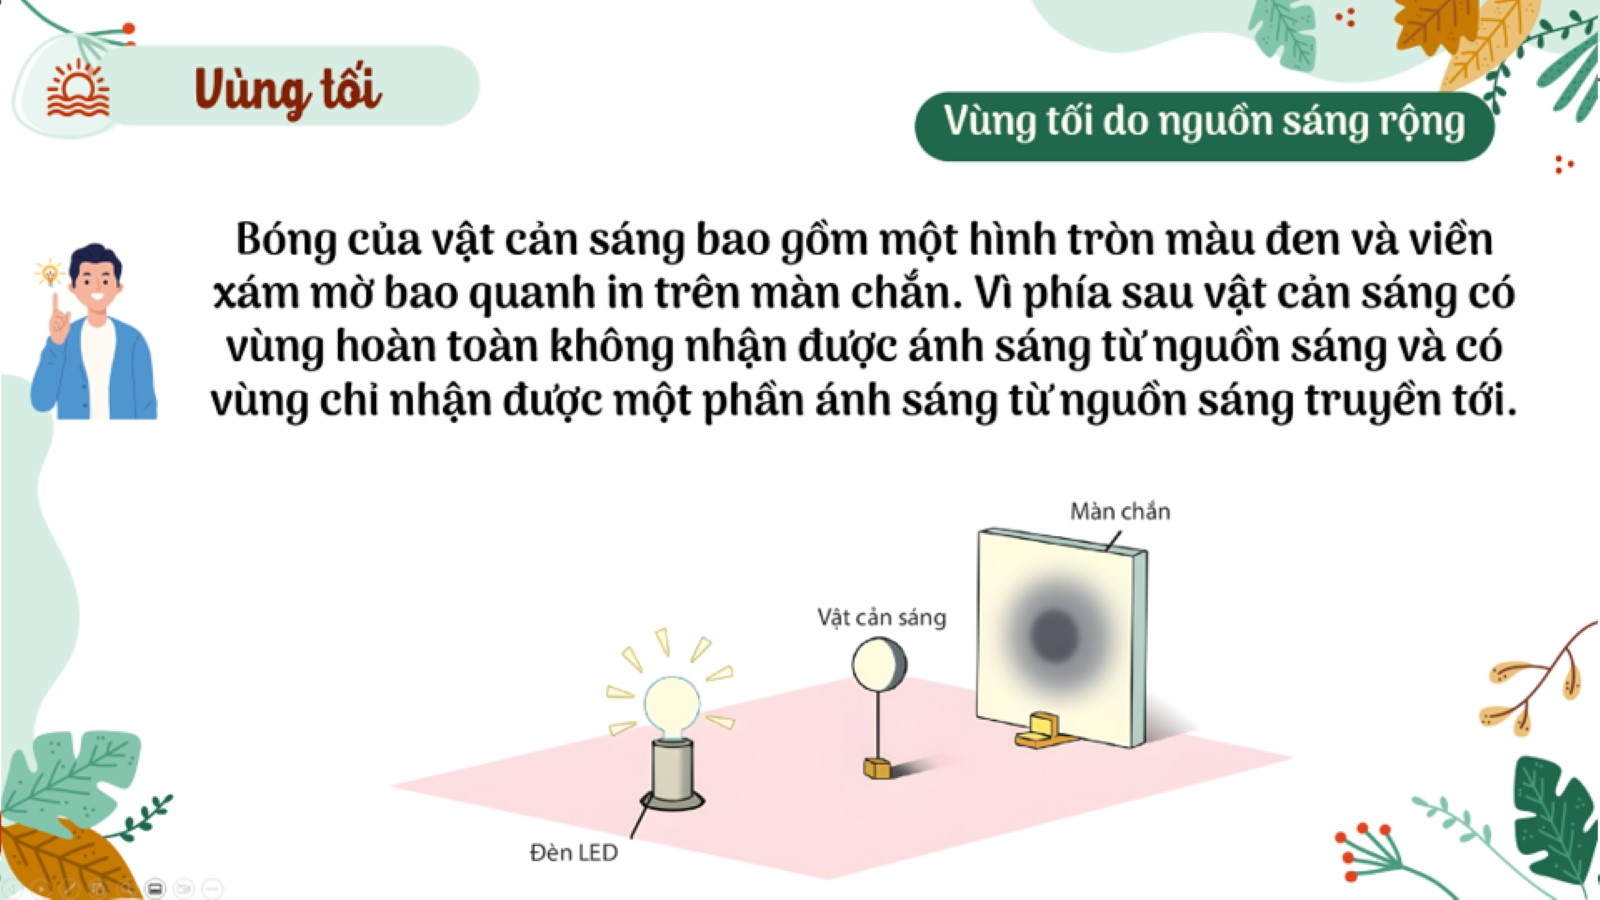 Vùng tối
Vùng tối do nguồn sáng rộng
Bóng của vật cản sáng bao gồm một hình tròn màu đen và viền
xám mờ bao quanh in trên màn chắn. Vì phía sau vật cản sáng có
vùng hoàn toàn không nhận được ánh sáng từ nguồn sáng và có
vùng chỉ nhận được một phần ánh sáng từ nguồn sáng truyền tới.
Màn chắn
Vật cản sáng
Đèn LED